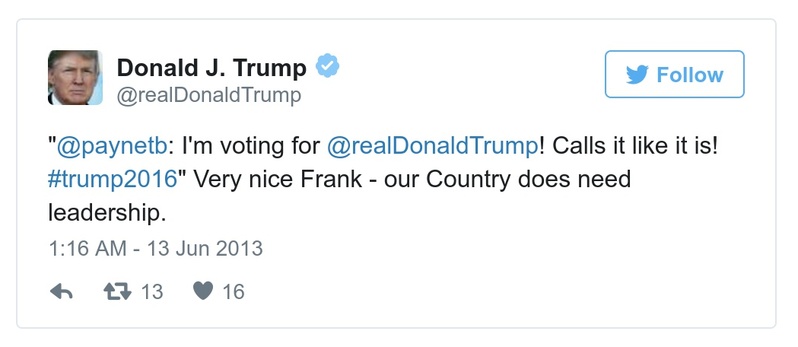 Donald J. Trump
@realDonaldTrump
Follow
"@paynetb: I'm voting for @realDonaldTrump! Calls it like it is!
#trump2016" Very nice Frank - our Country does need
leadership.
1:16 AM - 13 Jun 2013
13 16